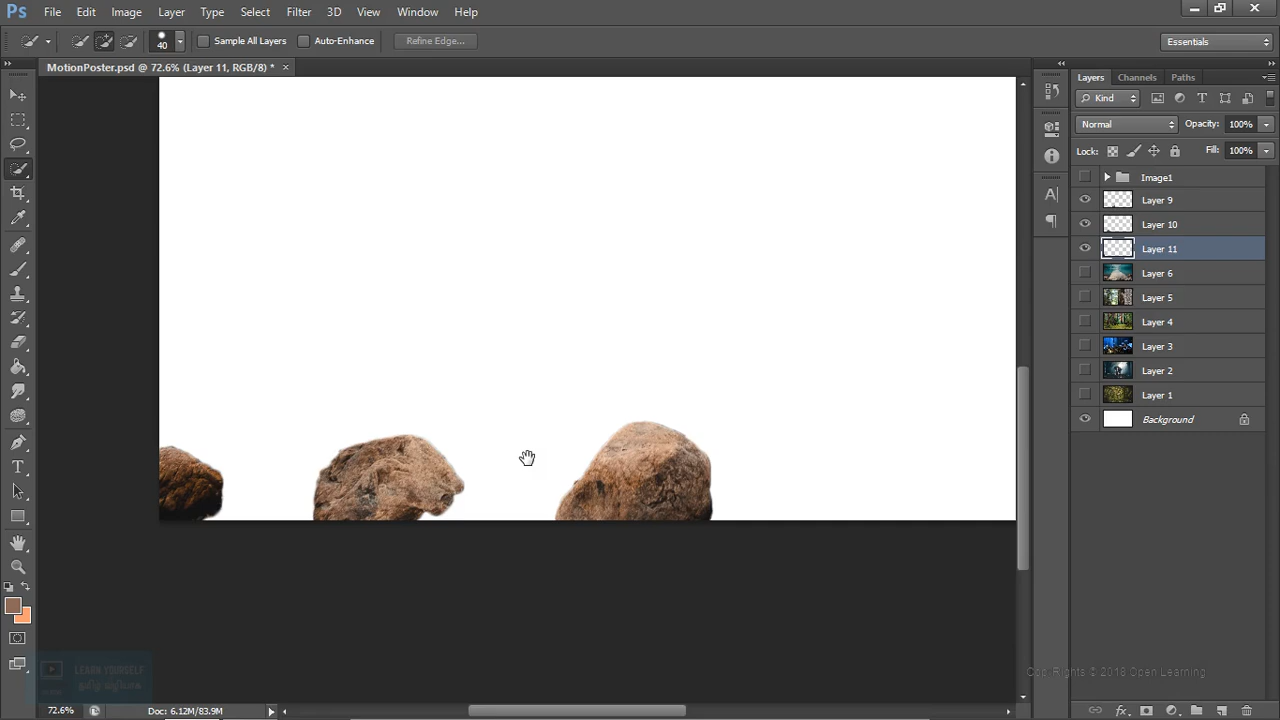 Ps File Edit Image Layer Type Select Filter 3D View Window Help
40 Sample All Layers Auto-Enhance Refine Edge... Essentials
MotionPoster.psd @ 72.6% (Layer 11, RGB/8) *
Layers Channels Paths
Kind
Normal Opacity: 100%
Lock: Fill: 100%
Image1
Layer 9
Layer 10
Layer 11
Layer 6
Layer 5
Layer 4
Layer 3
Layer 2
Layer 1
Background
LEARN YOURSELF
Copy Rights © 2018 Open Learning
72.6% Doc: 6.12M/83.9M